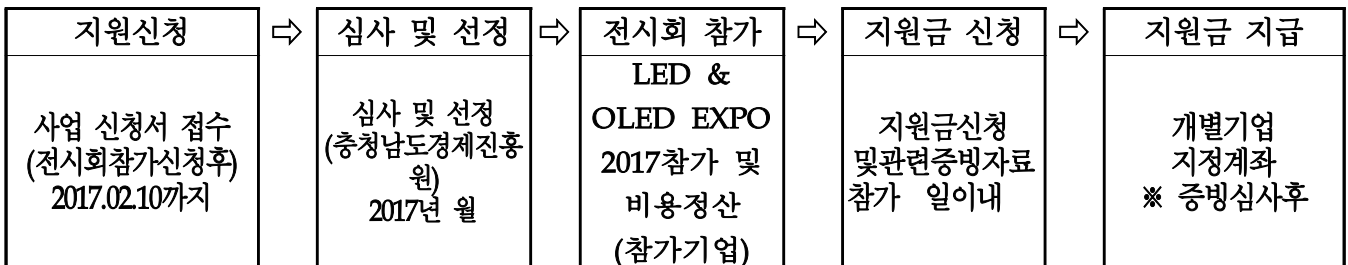 지원신청
사업 신청서 접수
(전시회참가신청후)
2017.02.10까지
⇨
심사 및 선정
심사 및 선정
(충청남도경제진흥
원)
2017년 월
⇨
전시회 참가
LED &
OLED EXPO
2017참가 및
비용정산
(참가기업)
⇨
지원금 신청
지원금신청
및관련증빙자료
참가 일이내
⇨
지원금 지급
개별기업
지정계좌
※ 증빙심사후